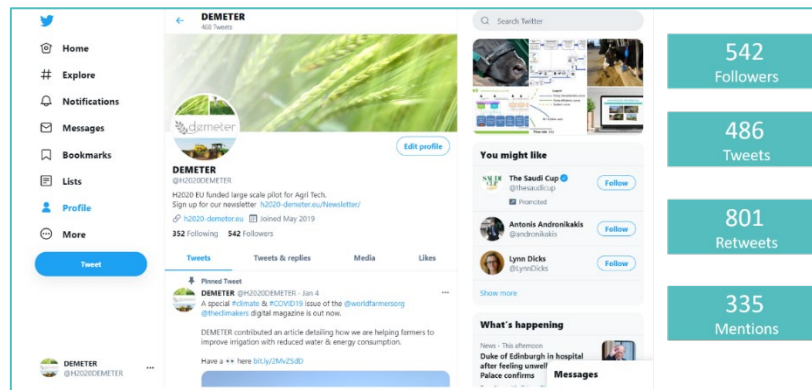 Home
Explore
Notifications
Messages
Bookmarks
Lists
Profile
More
Tweet
DEMETER
@H2020DEMETER
DEMETER
468 Tweets
demeter
Edit profile
DEMETER
@H2020DEMETER
H2020 EU funded large scale pilot for Agri Tech.
Sign up for our newsletter h2020-demeter.eu/Newsletter/
h2020-demeter.eu Joined May 2019
352 Following 542 Followers
Tweets Tweets & replies Media Likes
Pinned Tweet
DEMETER @H2020DEMETER · Jan 4
A special #climate & #COVID19 issue of the @worldfarmersorg
@theclimakers digital magazine is out now.
DEMETER contributed an article detailing how we are helping farmers to
improve irrigation with reduced water & energy consumption.
Have a 👀 here bit.ly/2MvZ5dD
Search Twitter
You might like
The Saudi Cup
@thesaudicup
Promoted
Follow
Antonis Andronikakis
@andronikakis
Follow
Lynn Dicks
@LynnDicks
Follow
Show more
What's happening
News · This afternoon
Duke of Edinburgh in hospital
after feeling unwell
Palace confirms
Messages
542
Followers
486
Tweets
801
Retweets
335
Mentions